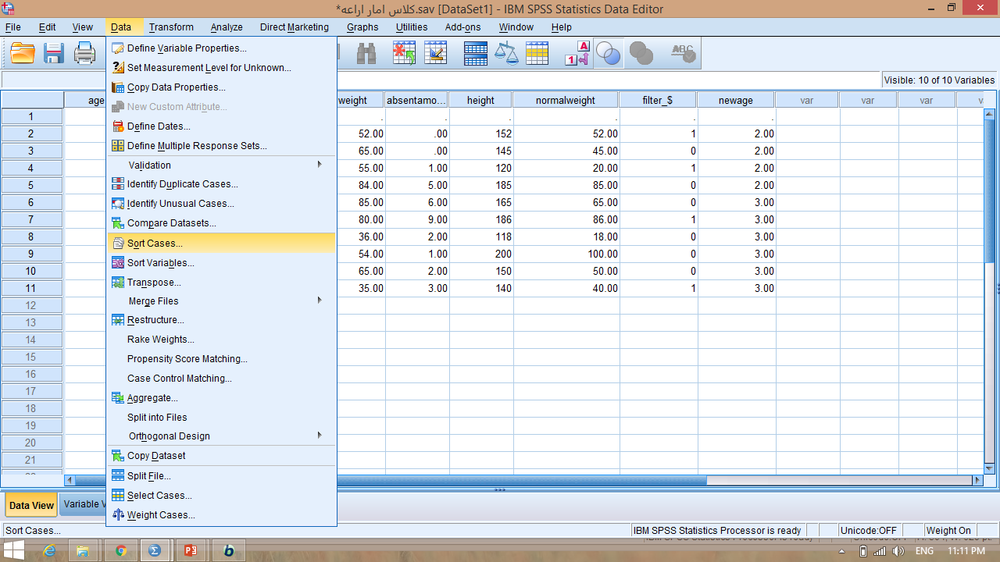 *كلاس امار اراعه.sav [DataSet1] - IBM SPSS Statistics Data Editor
File Edit View Data Transform Analyze Direct Marketing Graphs Utilities Add-ons Window Help
Visible: 10 of 10 Variables
age weight absentamo... height normalweight filter_$ newage var var var
1 . . . . . .
2 52.00 .00 152 52.00 1 2.00
3 65.00 .00 145 45.00 0 2.00
4 55.00 1.00 120 20.00 1 2.00
5 84.00 5.00 185 85.00 0 2.00
6 85.00 6.00 165 65.00 0 3.00
7 80.00 9.00 186 86.00 1 3.00
8 36.00 2.00 118 18.00 0 3.00
9 54.00 1.00 200 100.00 0 3.00
10 65.00 2.00 150 50.00 0 3.00
11 35.00 3.00 140 40.00 1 3.00
12
13
14
15
16
17
18
19
20
21
Define Variable Properties...
Set Measurement Level for Unknown...
Copy Data Properties...
New Custom Attribute...
Define Dates...
Define Multiple Response Sets...
Validation
Identify Duplicate Cases...
Identify Unusual Cases...
Compare Datasets...
Sort Cases...
Sort Variables...
Transpose...
Merge Files
Restructure...
Rake Weights...
Propensity Score Matching...
Case Control Matching...
Aggregate...
Split into Files
Orthogonal Design
Copy Dataset
Split File...
Select Cases...
Weight Cases...
Data View Variable V
Sort Cases... IBM SPSS Statistics Processor is ready Unicode:OFF Weight On
ENG 11:11 PM